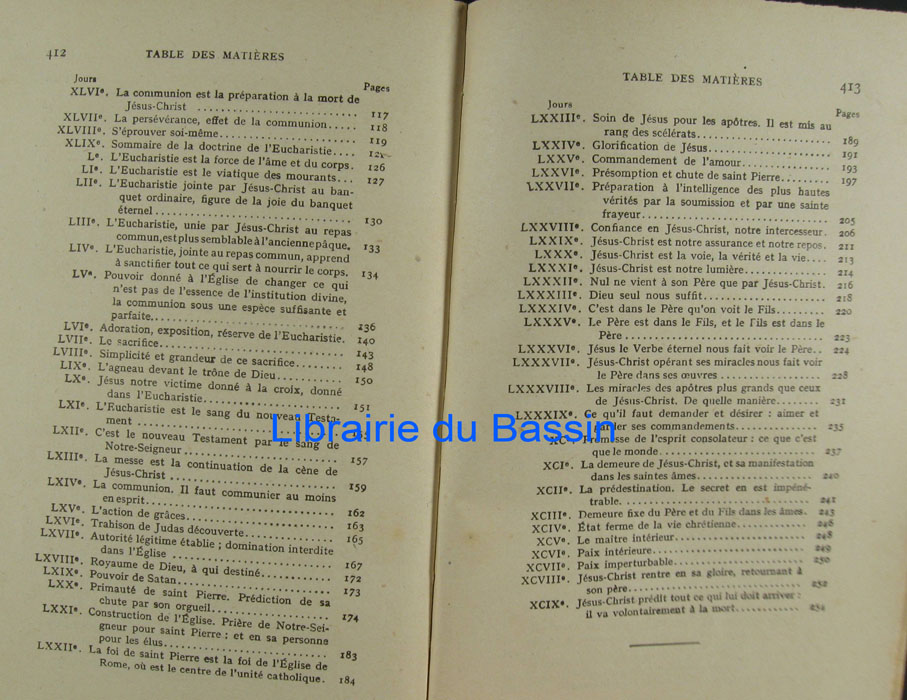 412
TABLE DES MATIÈRES
Jours
Pages
XLVIe. La communion est la préparation à la mort de
Jésus-Christ .................... 117
XLVIIe. La persévérance, effet de la communion..... 118
XLVIIIe. S'éprouver soi-même.................... 119
XLIXe. Sommaire de la doctrine de l'Eucharistie....
Le. L'Eucharistie est la force de l'âme et du corps. 126
LIe. L'Eucharistie est le viatique des mourants... 127
LIIe. L'Eucharistie jointe par Jésus-Christ au ban-
quet ordinaire, figure de la joie du banquet
éternel.................... 130
LIIIe. L'Eucharistie, unie par Jésus-Christ au repas
commun, est plus semblable à l'ancienne pâque. 133
LIVe. L'Eucharistie, jointe au repas commun, apprend
à sanctifier tout ce qui sert à nourrir le corps. 134
LVe. Pouvoir donné à l'Église de changer ce qui
n'est pas de l'essence de l'institution divine,
la communion sous une espèce suffisante et
parfaite.................... 236
LVIe. Adoration, exposition, réserve de l'Eucharistie. 140
LVIIe. Le sacrifice.................... 143
LVIIIe. Simplicité et grandeur de ce sacrifice........ 148
LIXe. L'agneau devant le trône de Dieu.......... 150
LXe. Jésus notre victime donné à la croix, donné
dans l'Eucharistie.................... 151
LXIe. L'Eucharistie est le sang du nouveau Testa-
ment ....................
LXIIe. C'est le nouveau Testament par le sang de
Notre-Seigneur.................... 157
LXIIIe. La messe est la continuation de la cène de
Jésus-Christ .................... 159
LXIVe. La communion. Il faut communier au moins
en esprit.................... 162
LXVe. L'action de grâces.................... 163
LXVIe. Trahison de Judas découverte............ 165
LXVIIe. Autorité légitime établie ; domination interdite
dans l'Église .................... 167
LXVIIIe. Royaume de Dieu, à qui destiné.......... 172
LXIXe. Pouvoir de Satan.................... 173
LXXe. Primauté de saint Pierre. Prédiction de sa
chute par son orgueil.................... 174
LXXIe. Construction de l'Église. Prière de Notre-Sei-
gneur pour saint Pierre : et en sa personne
pour les élus.................... 183
LXXIIe. La foi de saint Pierre est la foi de l'Église de
Rome, où est le centre de l'unité catholique. 184
TABLE DES MATIÈRES
413
Jours
Pages
LXXIIIe. Soin de Jésus pour les apôtres. Il est mis au
rang des scélérats.................... 189
LXXIVe. Glorification de Jésus.................... 191
LXXVe. Commandement de l'amour.............. 193
LXXVIe. Présomption et chute de saint Pierre........ 197
LXXVIIe. Préparation à l'intelligence des plus hautes
vérités par la soumission et par une sainte
frayeur.................... 205
LXXVIIIe. Confiance en Jésus-Christ, notre intercesseur. 206
LXXIXe. Jésus-Christ est notre assurance et notre repos. 211
LXXXe. Jésus-Christ est la voie, la vérité et la vie.... 213
LXXXIe. Jésus-Christ est notre lumière.............. 214
LXXXIIe. Nul ne vient à son Père que par Jésus-Christ. 216
LXXXIIIe. Dieu seul nous suffit.................... 218
LXXXIVe. C'est dans le Père qu'on voit le Fils........ 220
LXXXVe. Le Père est dans le Fils, et le Fils est dans le
Père.................... 223
LXXXVIe. Jésus le Verbe éternel nous fait voir le Père.. 224
LXXXVIIe. Jésus-Christ opérant ses miracles nous fait voir
le Père dans ses œuvres .................... 228
LXXXVIIIe. Les miracles des apôtres plus grands que ceux
de Jésus-Christ. De quelle manière........ 231
LXXXIXe. Ce qu'il faut demander et désirer : aimer et
garder ses commandements.............. 235
XCe. Promesse de l'esprit consolateur : ce que c'est
que le monde.................... 237
XCIe. La demeure de Jésus-Christ, et sa manifestation
dans les saintes âmes.................... 240
XCIIe. La prédestination. Le secret en est impéné-
trable.................... 241
XCIIIe. Demeure fixe du Père et du Fils dans les âmes. 243
XCIVe. État ferme de la vie chrétienne............ 246
XCVe. Le maître intérieur.................... 248
XCVIe. Paix intérieure.................... 249
XCVIIe. Paix imperturbable.................... 250
XCVIIIe. Jésus-Christ rentre en sa gloire, retournant à
son père.................... 252
XCIXe. Jésus-Christ prédit tout ce qui lui doit arriver :
il va volontairement à la mort............ 254
Librairie du Bassin